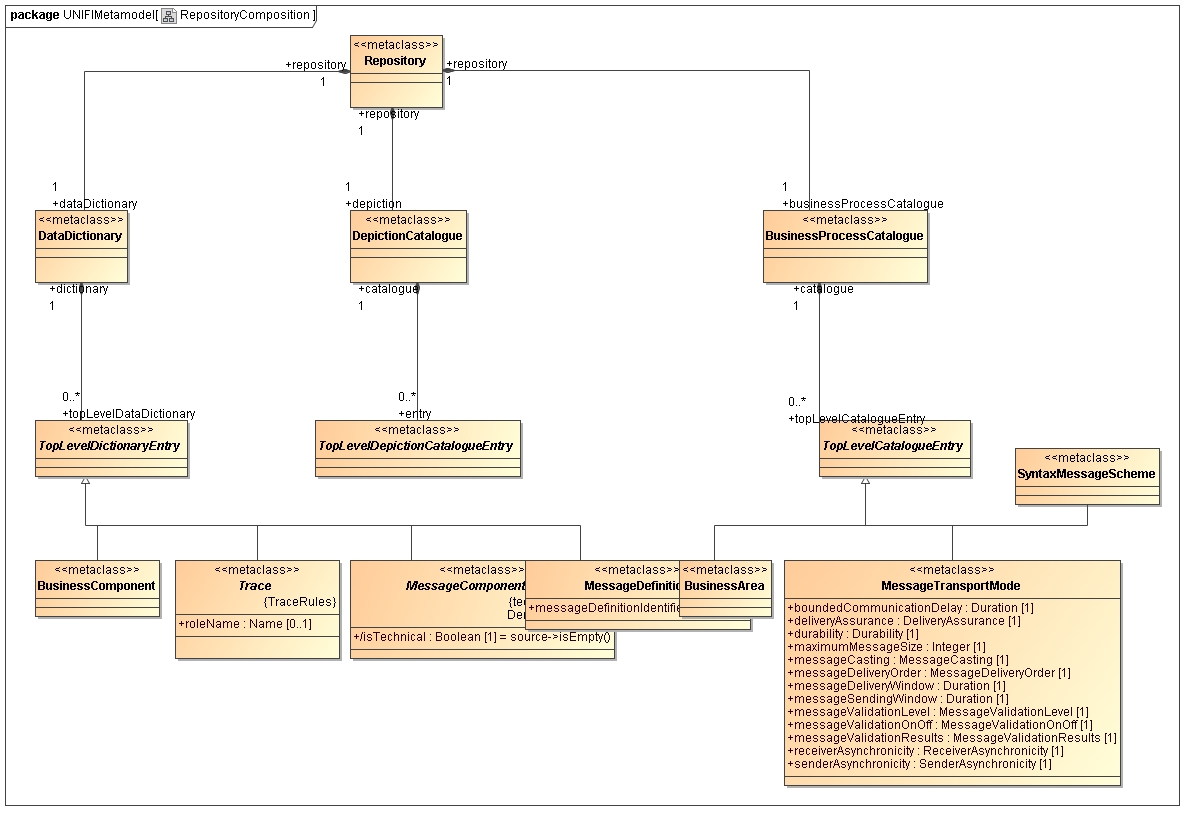 package UNIFIMetamodel[ RepositoryComposition ]
<<metaclass>>
Repository
+repository
1
+repository
1
+repository
1
1
+dataDictionary
1
+depiction
1
+businessProcessCatalogue
<<metaclass>>
DataDictionary
<<metaclass>>
DepictionCatalogue
<<metaclass>>
BusinessProcessCatalogue
+dictionary
1
+catalogue
1
+catalogue
1
0..*
+topLevelDataDictionary
0..*
+entry
0..*
+topLevelCatalogueEntry
<<metaclass>>
TopLevelDictionaryEntry
<<metaclass>>
TopLevelDepictionCatalogueEntry
<<metaclass>>
TopLevelCatalogueEntry
<<metaclass>>
SyntaxMessageScheme
<<metaclass>>
BusinessComponent
<<metaclass>>
Trace
{TraceRules}
+roleName : Name [0..1]
<<metaclass>>
MessageComponent
+/isTechnical : Boolean [1] = source->isEmpty()
<<metaclass>>
<<metaclass>>
BusinessArea
<<metaclass>>
MessageTransportMode
+boundedCommunicationDelay : Duration [1]
+deliveryAssurance : DeliveryAssurance [1]
+durability : Durability [1]
+maximumMessageSize : Integer [1]
+messageCasting : MessageCasting [1]
+messageDeliveryOrder : MessageDeliveryOrder [1]
+messageDeliveryWindow : Duration [1]
+messageSendingWindow : Duration [1]
+messageValidationLevel : MessageValidationLevel [1]
+messageValidationOnOff : MessageValidationOnOff [1]
+messageValidationResults : MessageValidationResults [1]
+receiverAsynchronicity : ReceiverAsynchronicity [1]
+senderAsynchronicity : SenderAsynchronicity [1]